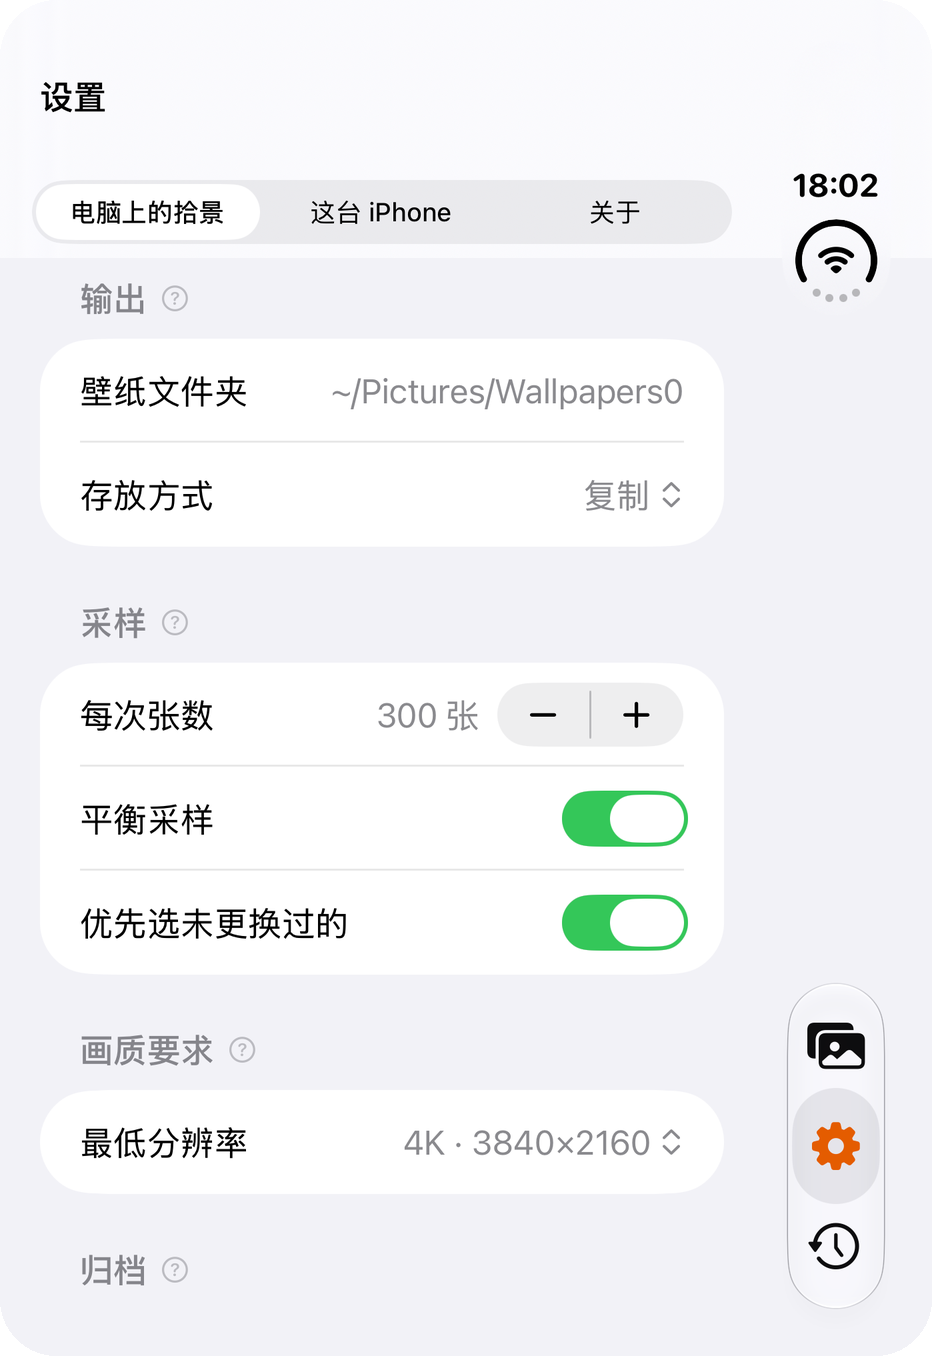 设置
18:02
电脑上的拾景 这台 iPhone 关于
输出 ?
壁纸文件夹 ~/Pictures/Wallpapers0
存放方式 复制
采样 ?
每次张数 300 张 − +
平衡采样
优先选未更换过的
画质要求 ?
最低分辨率 4K · 3840×2160
归档 ?